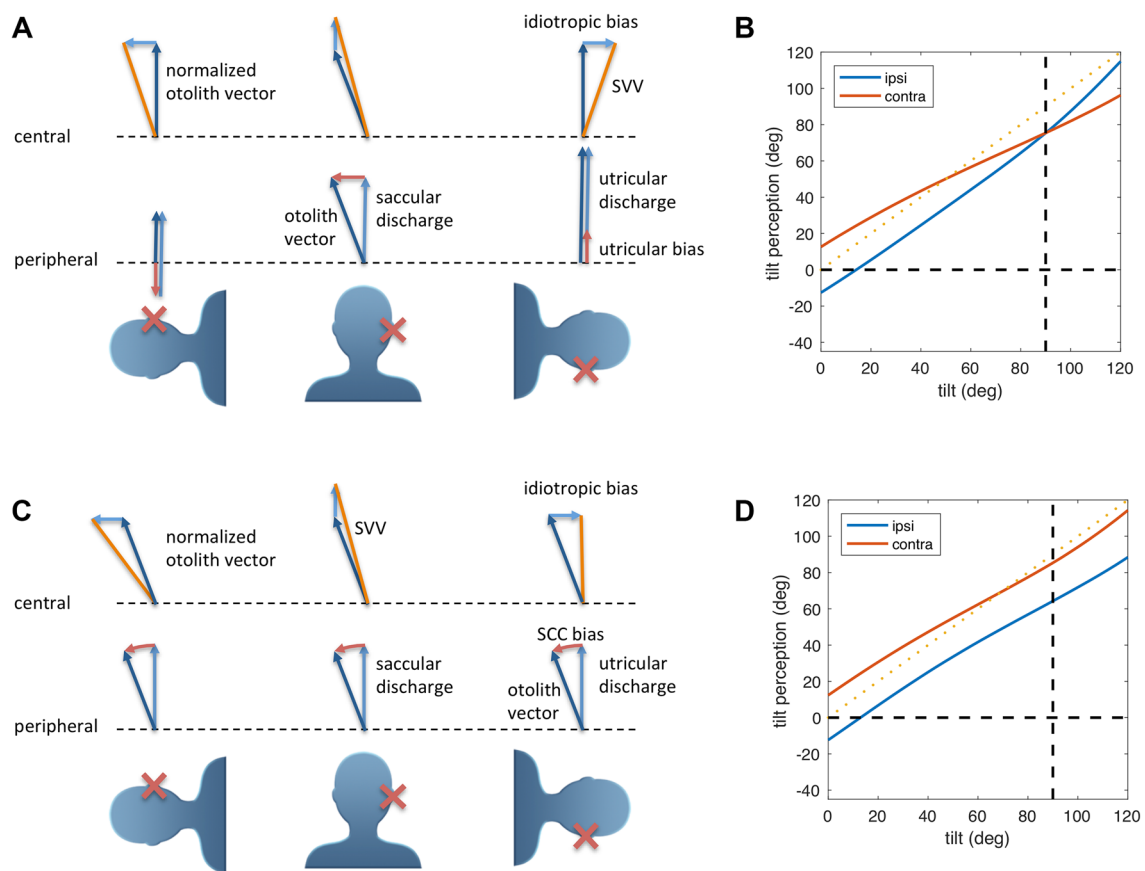 A
normalized
otolith vector
idiotropic bias
SVV
central
otolith
vector
saccular
discharge
utricular
discharge
utricular bias
peripheral
B
ipsi
contra
120
100
80
60
40
20
0
-20
-40
0 20 40 60 80 100 120
tilt perception (deg)
tilt (deg)
C
normalized
otolith vector
SVV
idiotropic bias
central
saccular
discharge
SCC bias
otolith
vector
utricular
discharge
peripheral
D
ipsi
contra
120
100
80
60
40
20
0
-20
-40
0 20 40 60 80 100 120
tilt perception (deg)
tilt (deg)